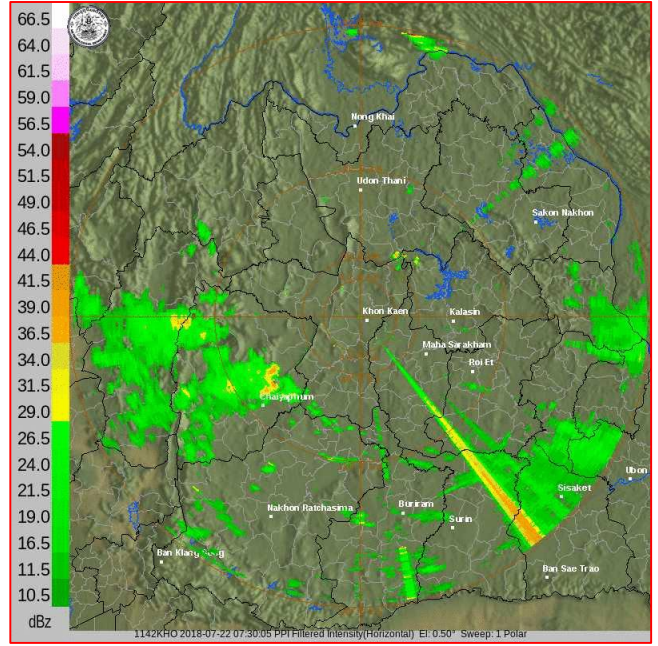 66.5
64.0
61.5
59.0
56.5
54.0
51.5
49.0
46.5
44.0
41.5
39.0
36.5
34.0
31.5
29.0
26.5
24.0
21.5
19.0
16.5
11.5
10.5
dBz
Nong Khai
Udon Thani
Sakon Nakhon
Khon Kaen
Kalasin
Maha Sarakham
Roi Et
Chaiyaphum
Ubon
Sisaket
Nakhon Ratchasima
Buriram
Surin
Ban Klang
Ban Sae Trao
1142KHO 2018-07-22 07:30:05 PPI Filtered Intensity(Horizontal) El: 0.50° Sweep: 1 Polar